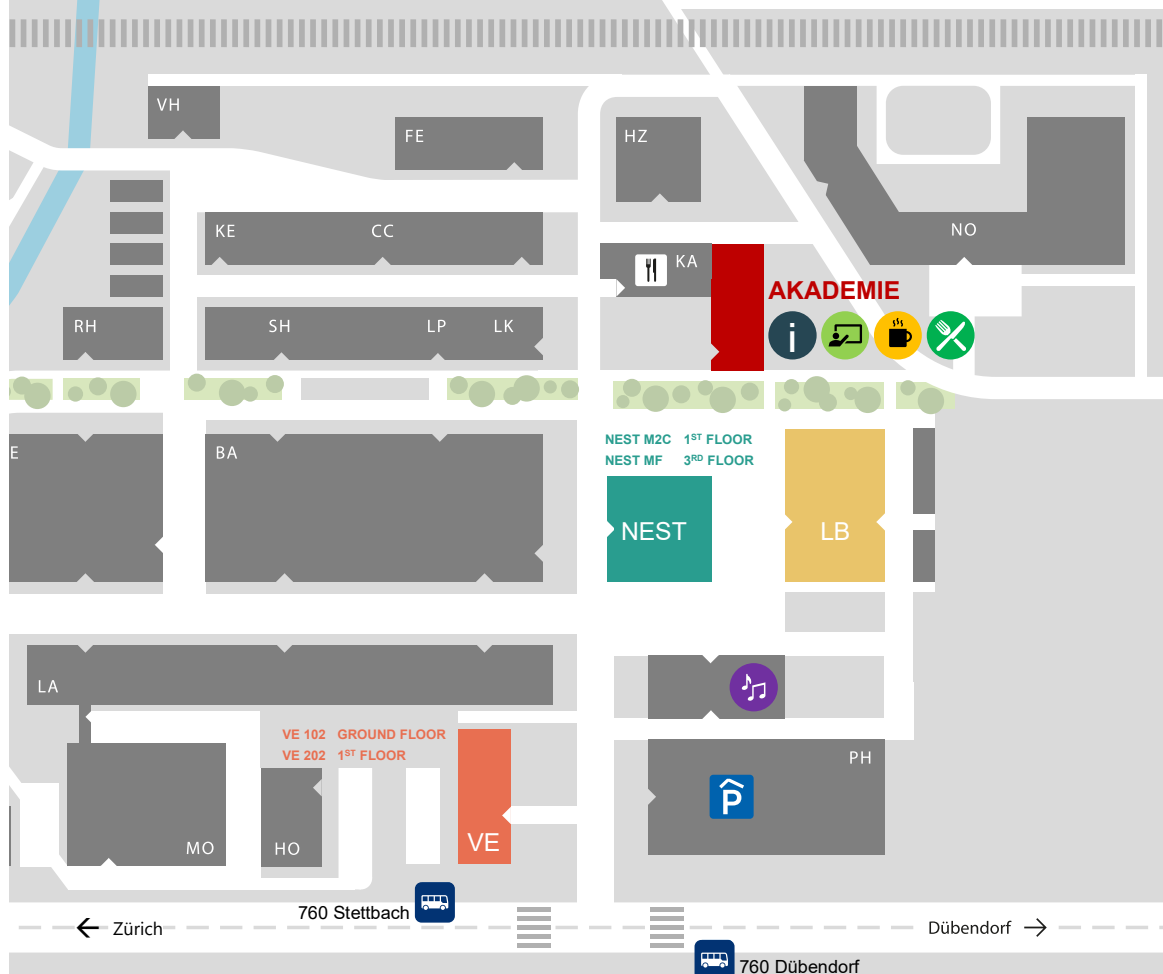 VH
FE
HZ
KE
CC
NO
KA
AKADEMIE
i
RH
SH
LP
LK
E
BA
NEST M2C 1ST FLOOR
NEST MF 3RD FLOOR
NEST
LB
LA
VE 102 GROUND FLOOR
VE 202 1ST FLOOR
PH
P
MO
HO
VE
760 Stettbach
Zürich
Dübendorf
760 Dübendorf